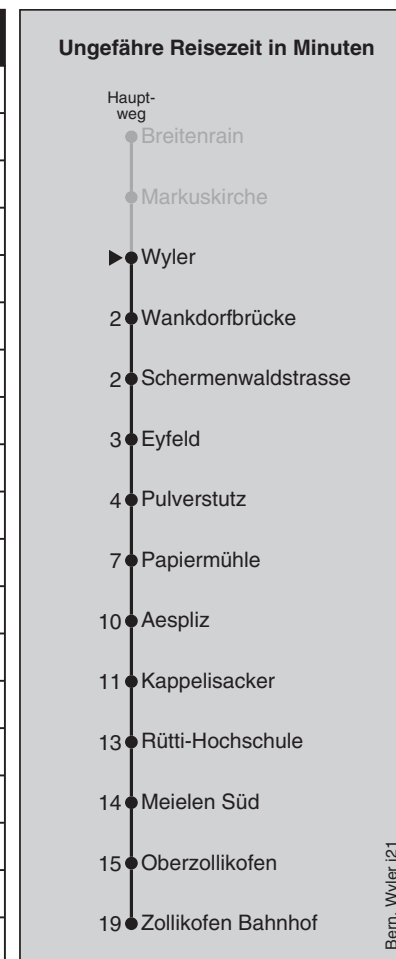 Ungefähre Reisezeit in Minuten
Haupt-
weg
Breitenrain
Markuskirche
Wyler
2 Wankdorfbrücke
2 Schermenwaldstrasse
3 Eyfeld
4 Pulverstutz
7 Papiermühle
10 Aespliz
11 Kappelisacker
13 Rütti-Hochschule
14 Meielen Süd
15 Oberzollikofen
19 Zollikofen Bahnhof
Bern, Wyler j21